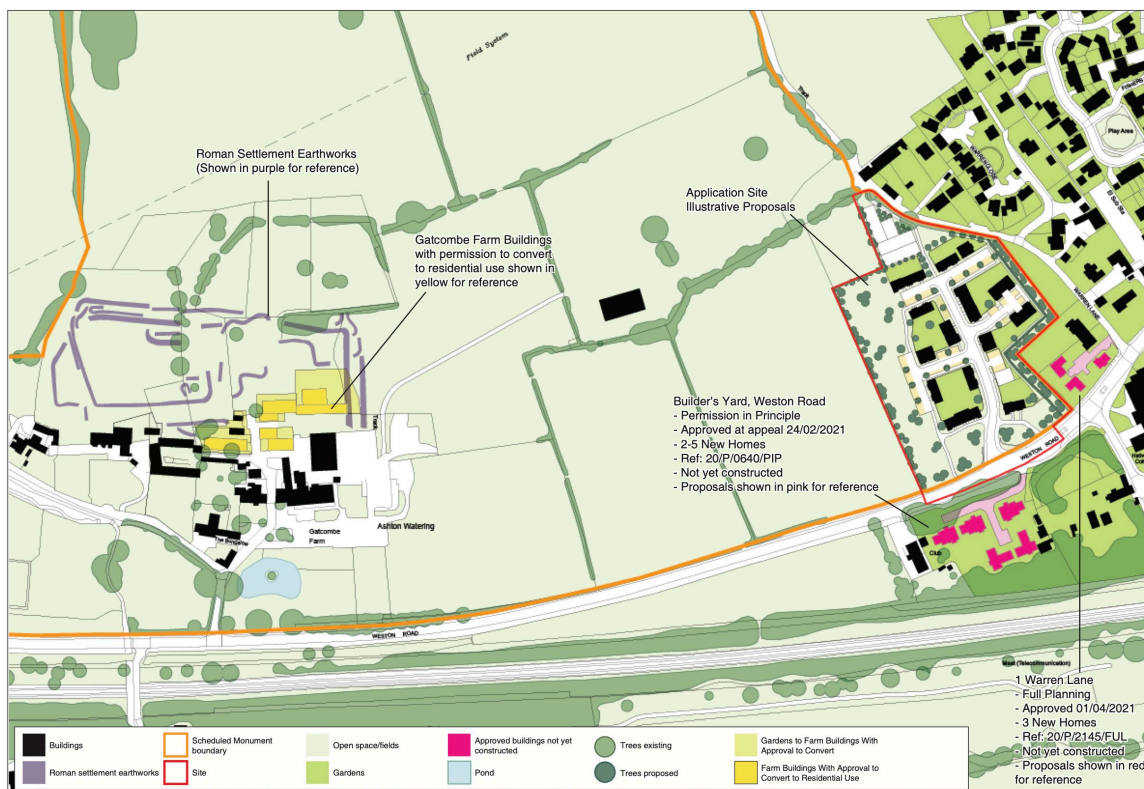 Field System
Track
Roman Settlement Earthworks
(Shown in purple for reference)
Gatcombe Farm Buildings
with permission to convert
to residential use shown in
yellow for reference
Application Site
Illustrative Proposals
Play Area
El Sub Sta
WARREN CLOSE
WARREN LANE
Builder's Yard, Weston Road
- Permission in Principle
- Approved at appeal 24/02/2021
- 2-5 New Homes
- Ref: 20/P/0640/PIP
- Not yet constructed
- Proposals shown in pink for reference
WESTON ROAD
Track
Ashton Watering
Gatcombe
Farm
The Bungalow
Club
WESTON ROAD
Mast (Telecommunication)
1 Warren Lane
- Full Planning
- Approved 01/04/2021
- 3 New Homes
- Ref: 20/P/2145/FUL
- Not yet constructed
- Proposals shown in red
for reference
Buildings
Roman settlement earthworks
Scheduled Monument
boundary
Site
Open space/fields
Gardens
Approved buildings not yet
constructed
Pond
Trees existing
Trees proposed
Gardens to Farm Buildings With
Approval to Convert
Farm Buildings With Approval to
Convert to Residential Use